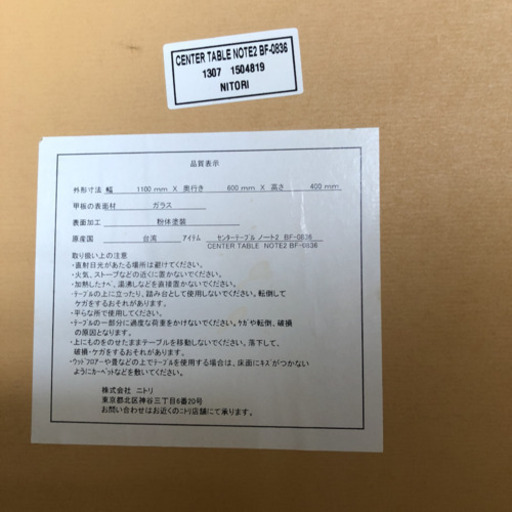 CENTER TABLE NOTE2 BF-0836
1307 1504819
NITORI
品質表示
外形寸法 幅 1100 mm X 奥行き 600 mm X 高さ 400 mm
甲板の表面材 ガラス
表面加工 粉体塗装
原産国 台湾 アイテム センターテーブル ノート2 BF-0836
CENTER TABLE NOTE2 BF-0836
取り扱い上の注意
・直射日光があたる場所は避けてください。
・火気、ストーブなどの近くに置かないでください。
・加熱したナベ、湯沸しなどを直接置かないでください。
・テーブルの上に立ったり、踏み台として使用しないでください。転倒して
ケガをするおそれがあります。
・平らな所で使用してください。
・テーブルの一部分に過度な荷重をかけないでください。ケガや転倒、破損
の原因となります。
・上にものをのせたままテーブルを移動しないでください。落下して、
破損・ケガをするおそれがあります。
・ウッドフロアーや畳などの上でテーブルを使用する場合は、床面にキズがつかない
ようにカーペットなどを敷いてください。
株式会社 ニトリ
東京都北区神谷三丁目6番20号
お問い合わせはお近くのニトリ店舗にて承ります。